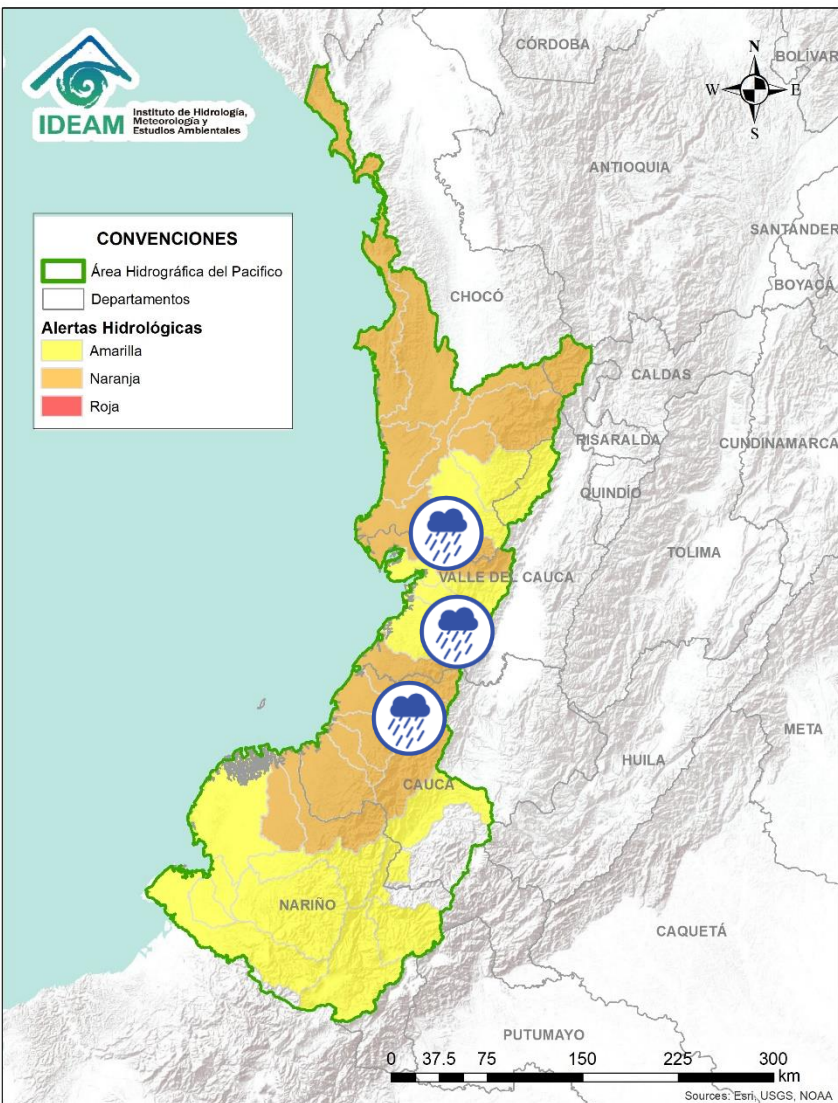 IDEAM
Instituto de Hidrología,
Meteorología y
Estudios Ambientales
CÓRDOBA
BOLÍVAR
N
W
E
S
ANTIOQUIA
SANTANDER
BOYACÁ
CONVENCIONES
Área Hidrográfica del Pacifico
Departamentos
Alertas Hidrológicas
Amarilla
Naranja
Roja
CHOCÓ
CALDAS
RISARALDA
CUNDINAMARCA
QUINDÍO
TOLIMA
VALLE DEL CAUCA
META
HUILA
CAUCA
NARIÑO
CAQUETÁ
PUTUMAYO
0 37.5 75 150 225 300
km
Sources: Esri, USGS, NOAA